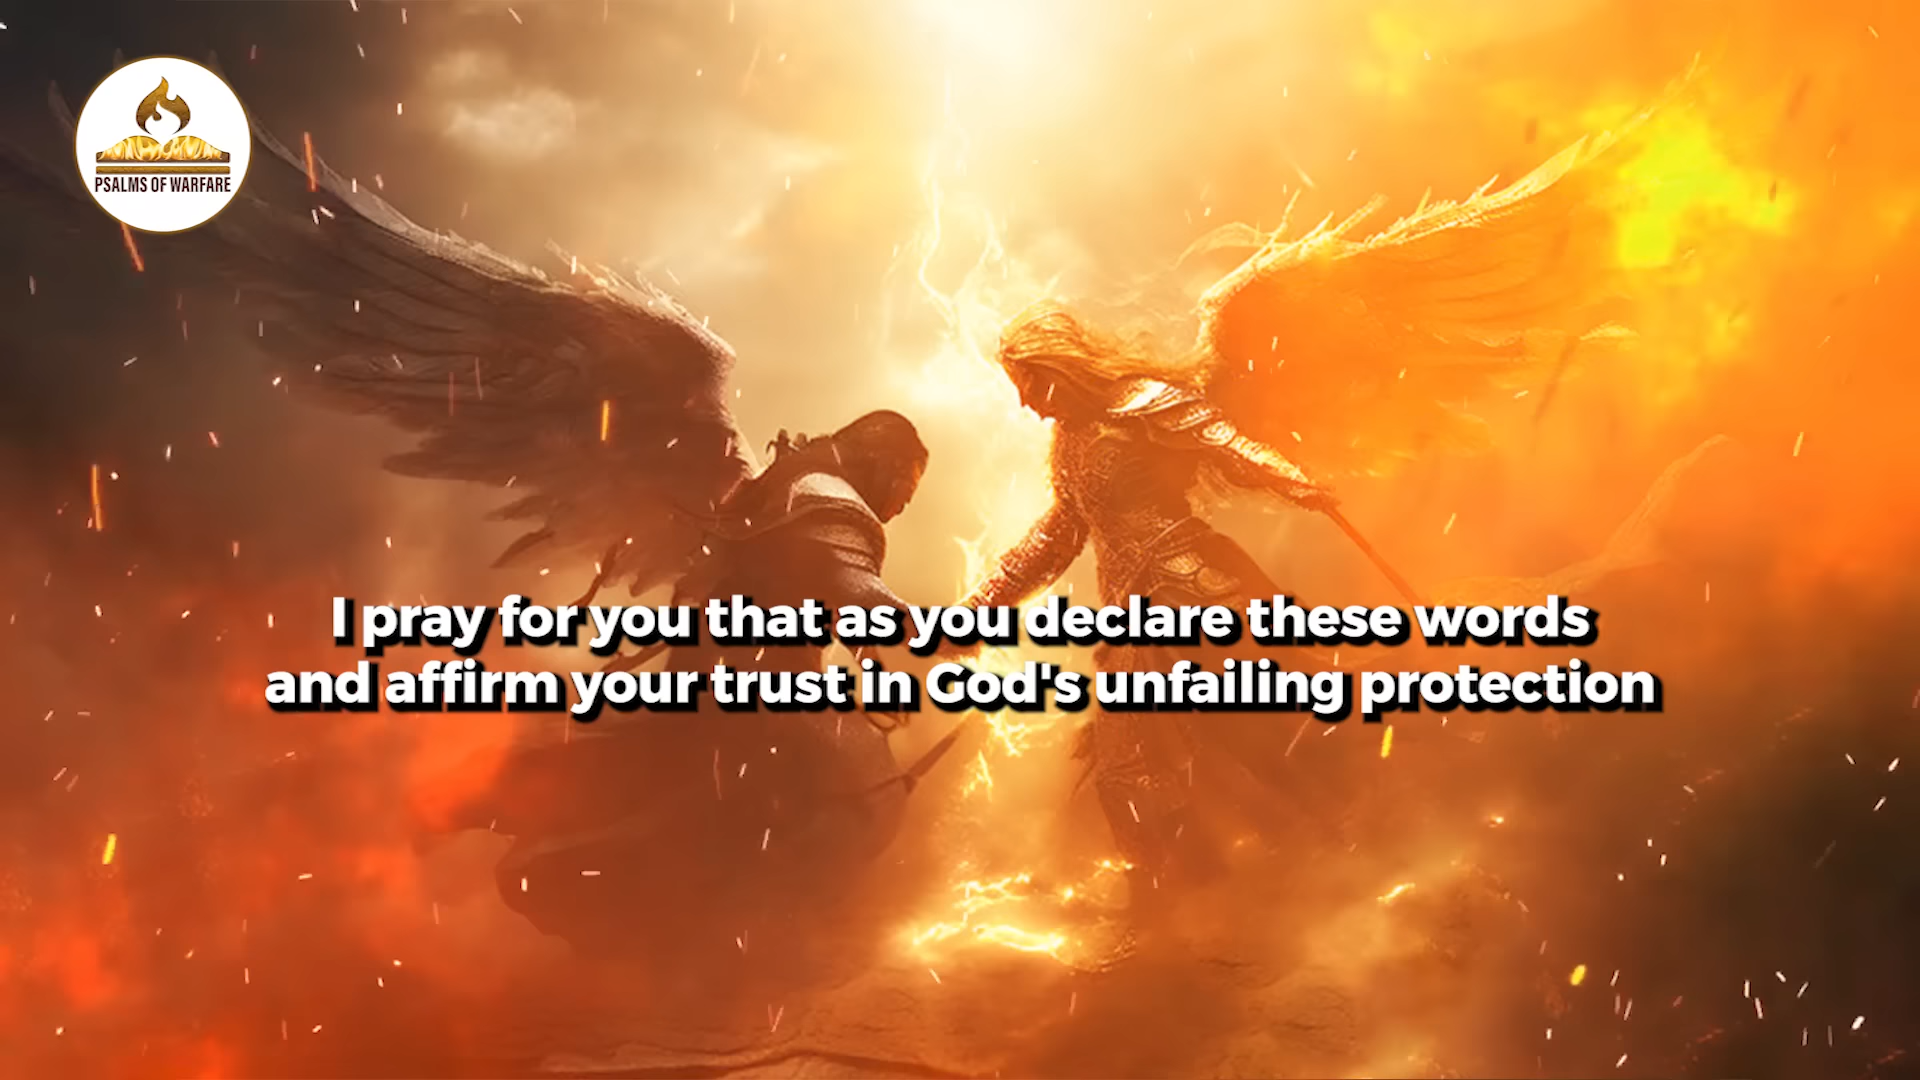 PSALMS OF WARFARE
I pray for you that as you declare these words
and affirm your trust in God's unfailing protection